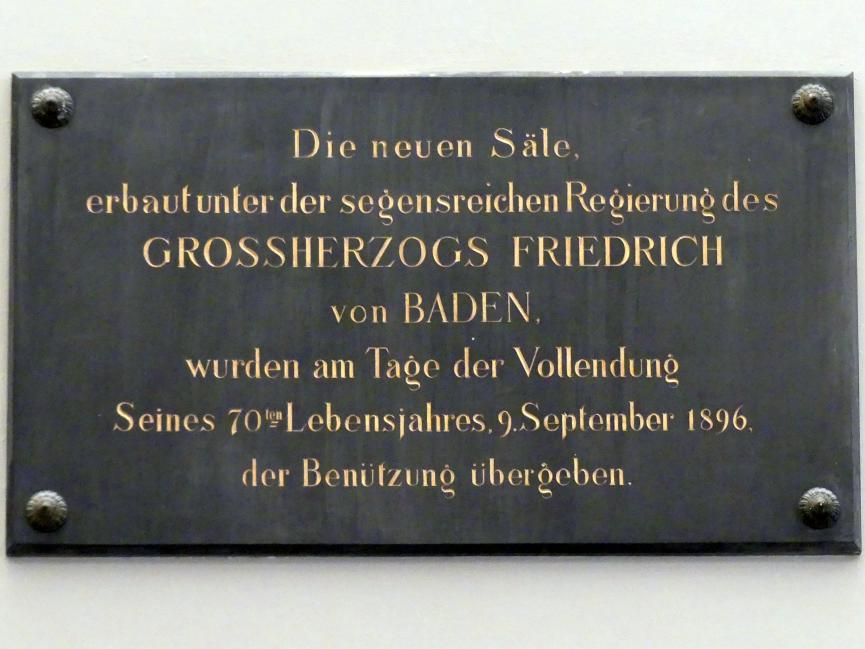 Die neuen Säle,
erbaut unter der segensreichen Regierung des
GROSSHERZOGS FRIEDRICH
von BADEN,
wurden am Tage der Vollendung
Seines 70ten Lebensjahres, 9. September 1896,
der Benützung übergeben.